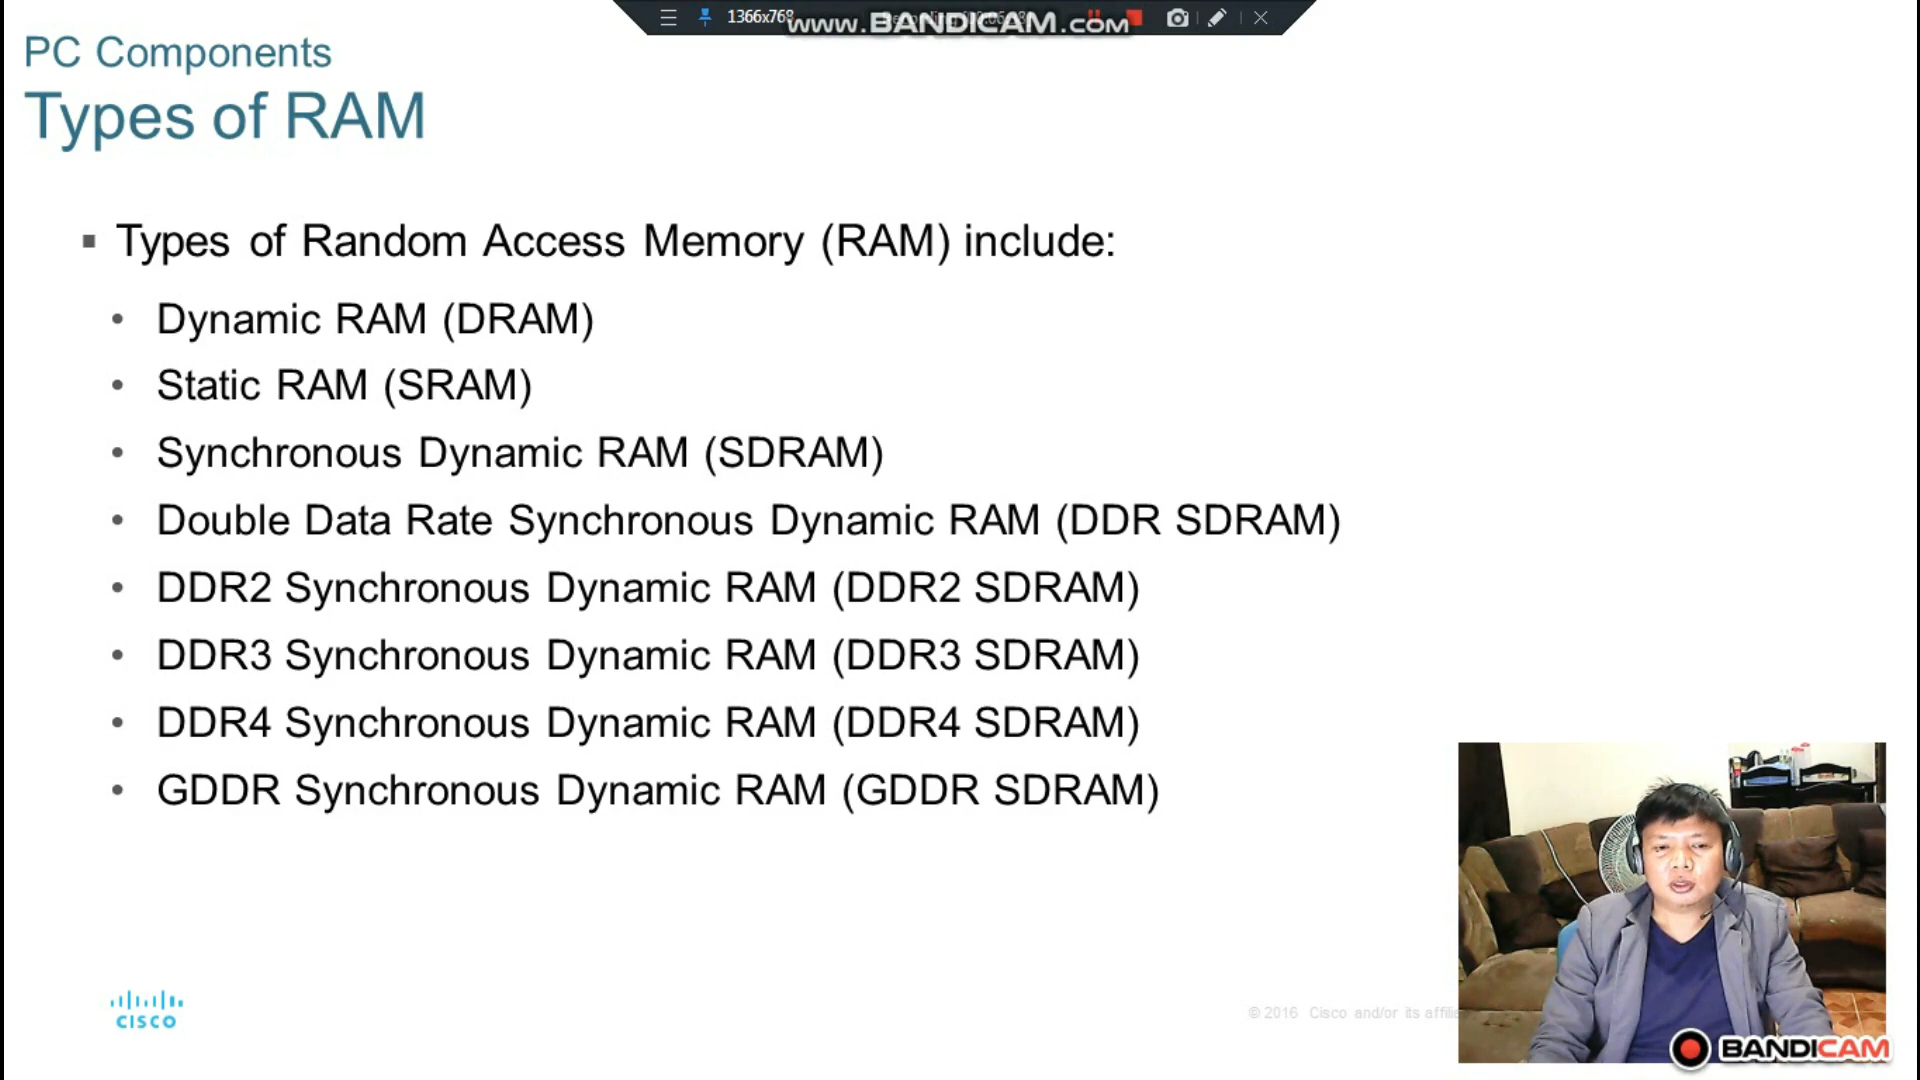 1366x768
www.BANDICAM.COM
PC Components
Types of RAM
▪ Types of Random Access Memory (RAM) include:
• Dynamic RAM (DRAM)
• Static RAM (SRAM)
• Synchronous Dynamic RAM (SDRAM)
• Double Data Rate Synchronous Dynamic RAM (DDR SDRAM)
• DDR2 Synchronous Dynamic RAM (DDR2 SDRAM)
• DDR3 Synchronous Dynamic RAM (DDR3 SDRAM)
• DDR4 Synchronous Dynamic RAM (DDR4 SDRAM)
• GDDR Synchronous Dynamic RAM (GDDR SDRAM)
CISCO
© 2016 Cisco and/or its
BANDICAM